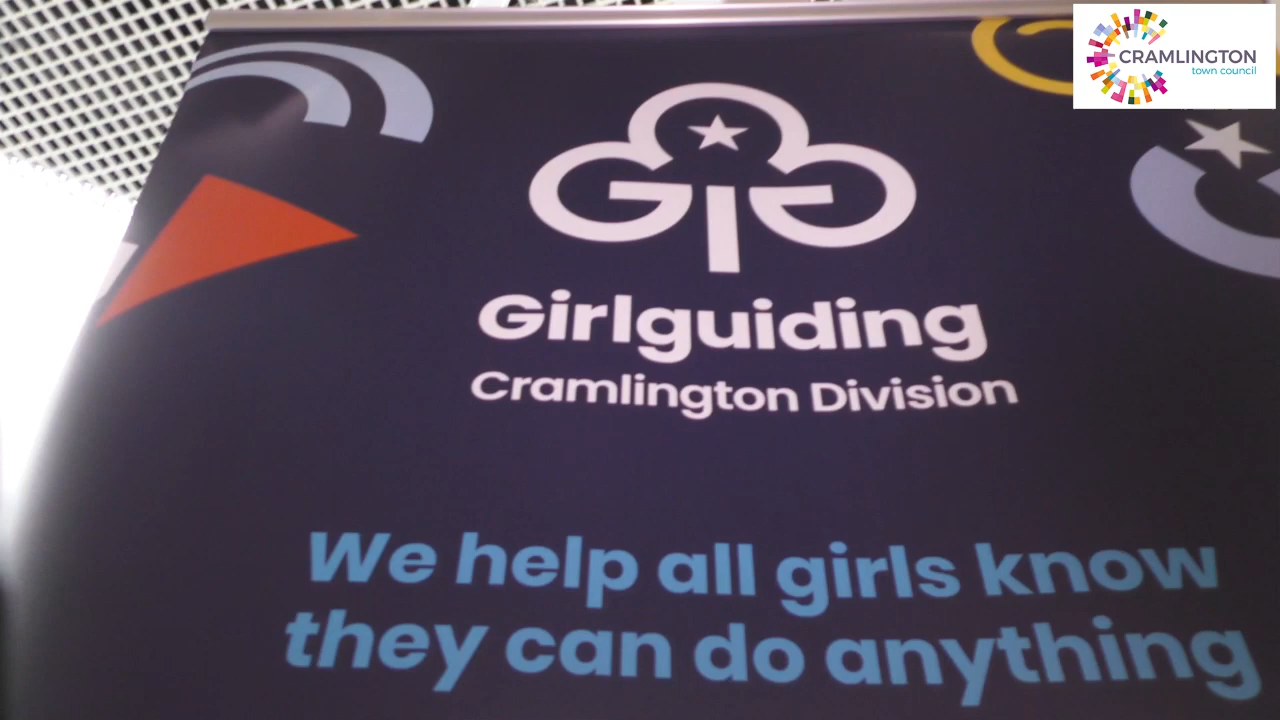 CRAMLINGTON
town council
Girlguiding
Cramlington Division
We help all girls know
they can do anything